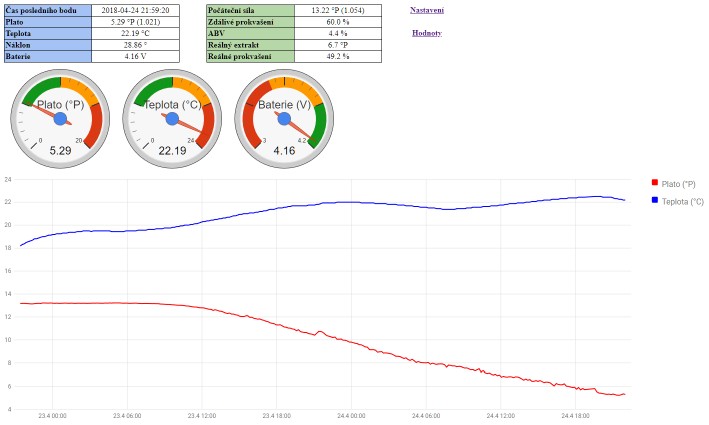 Čas posledního bodu 2018-04-24 21:59:20
Plato 5.29 °P (1.021)
Teplota 22.19 °C
Náklon 28.86 °
Baterie 4.16 V
Počáteční síla 13.22 °P (1.054)
Zdálivé prokvašení 60.0 %
ABV 4.4 %
Reálný extrakt 6.7 °P
Reálné prokvašení 49.2 %
Nastavení
Hodnoty
Plato (°P)
0 20
5.29
Teplota (°C)
0 24
22.19
Baterie (V)
3 4.2
4.16
24
22
20
18
16
14
12
10
8
6
4
23.4 00:00 23.4 06:00 23.4 12:00 23.4 18:00 24.4 00:00 24.4 06:00 24.4 12:00 24.4 18:00
Plato (°P)
Teplota (°C)